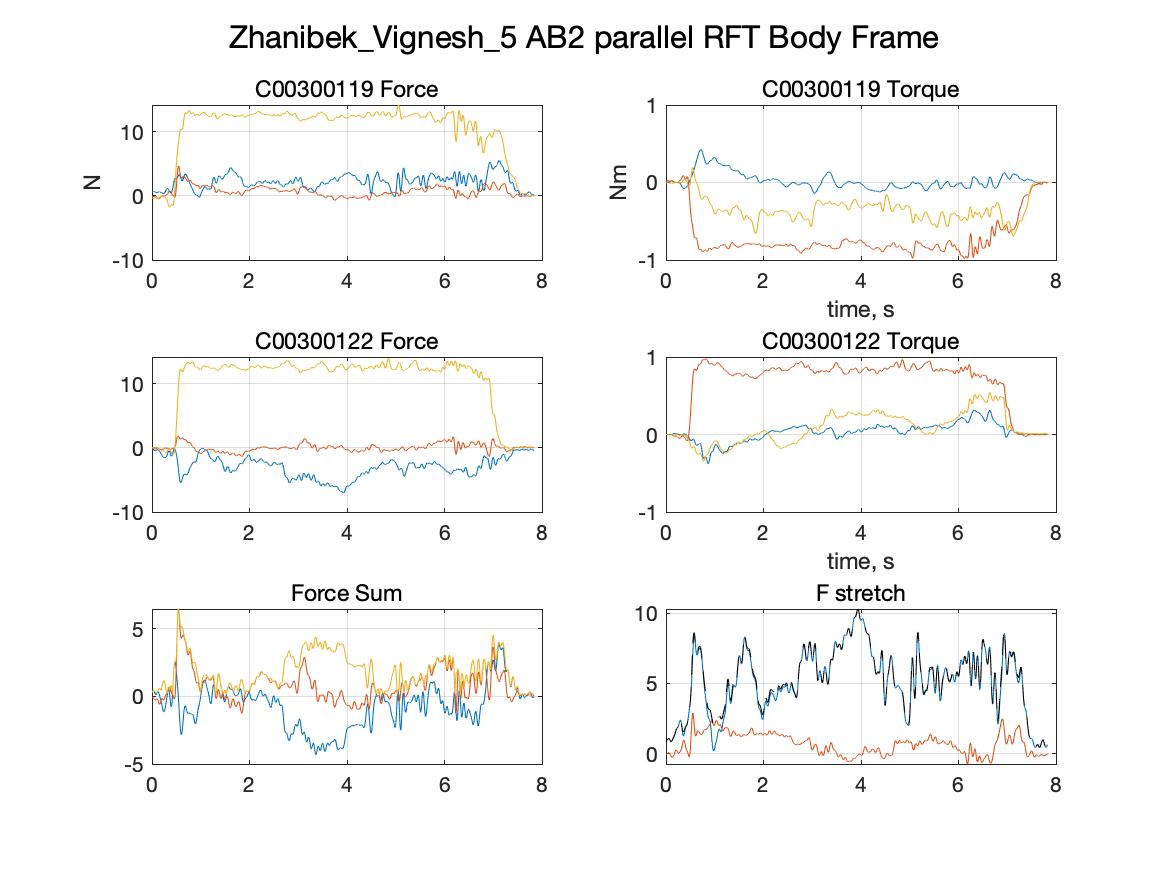 Zhanibek_Vignesh_5 AB2 parallel RFT Body Frame
C00300119 Force
10
0
-10
N
0 2 4 6 8
C00300119 Torque
1
0
-1
Nm
0 2 4 6 8
time, s
C00300122 Force
10
0
-10
0 2 4 6 8
C00300122 Torque
1
0
-1
0 2 4 6 8
time, s
Force Sum
5
0
-5
0 2 4 6 8
F stretch
10
5
0
0 2 4 6 8